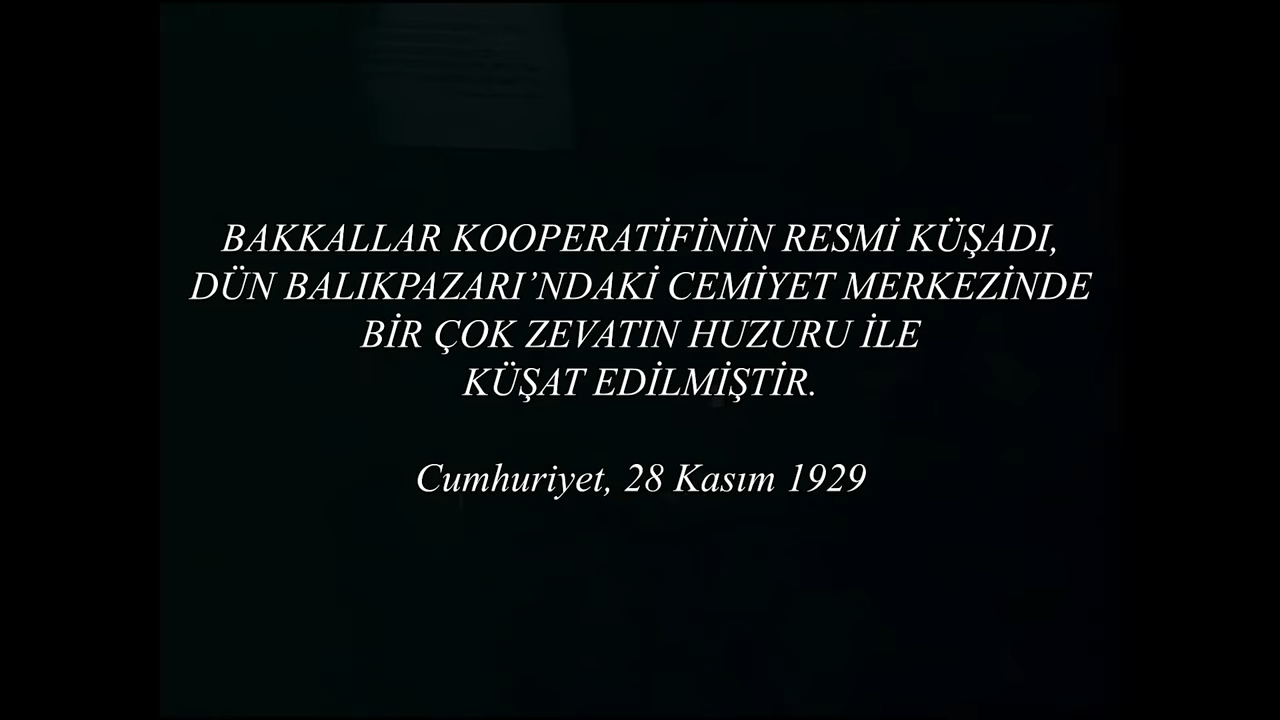 BAKKALLAR KOOPERATİFİNİN RESMİ KÜŞADI,
DÜN BALIKPAZARI’NDAKİ CEMİYET MERKEZİNDE
BİR ÇOK ZEVATIN HUZURU İLE
KÜŞAT EDİLMİŞTİR.
Cumhuriyet, 28 Kasım 1929